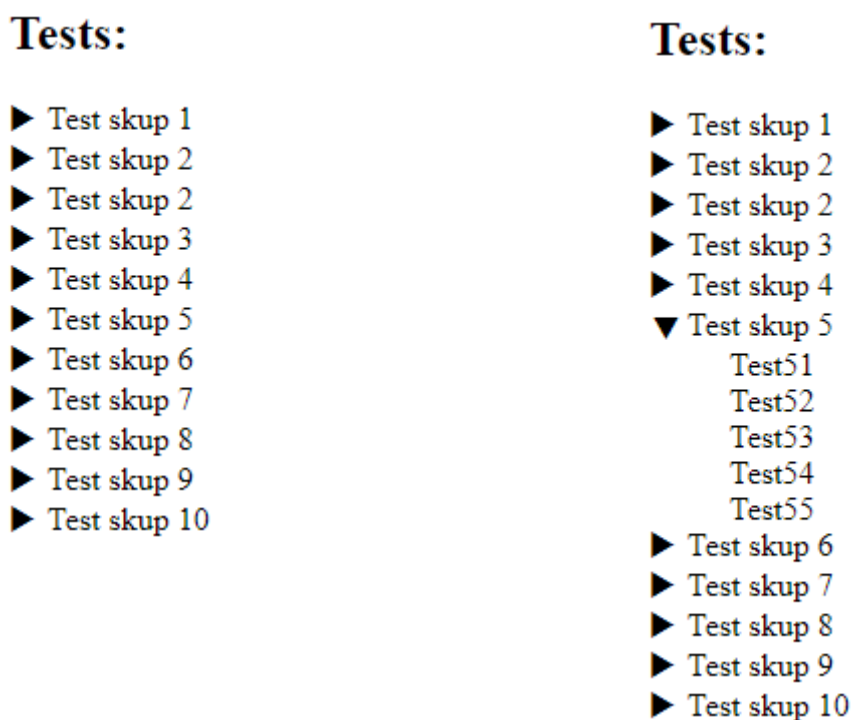 Tests:
Test skup 1
Test skup 2
Test skup 2
Test skup 3
Test skup 4
Test skup 5
Test skup 6
Test skup 7
Test skup 8
Test skup 9
Test skup 10
Tests:
Test skup 1
Test skup 2
Test skup 2
Test skup 3
Test skup 4
Test skup 5
Test51
Test52
Test53
Test54
Test55
Test skup 6
Test skup 7
Test skup 8
Test skup 9
Test skup 10